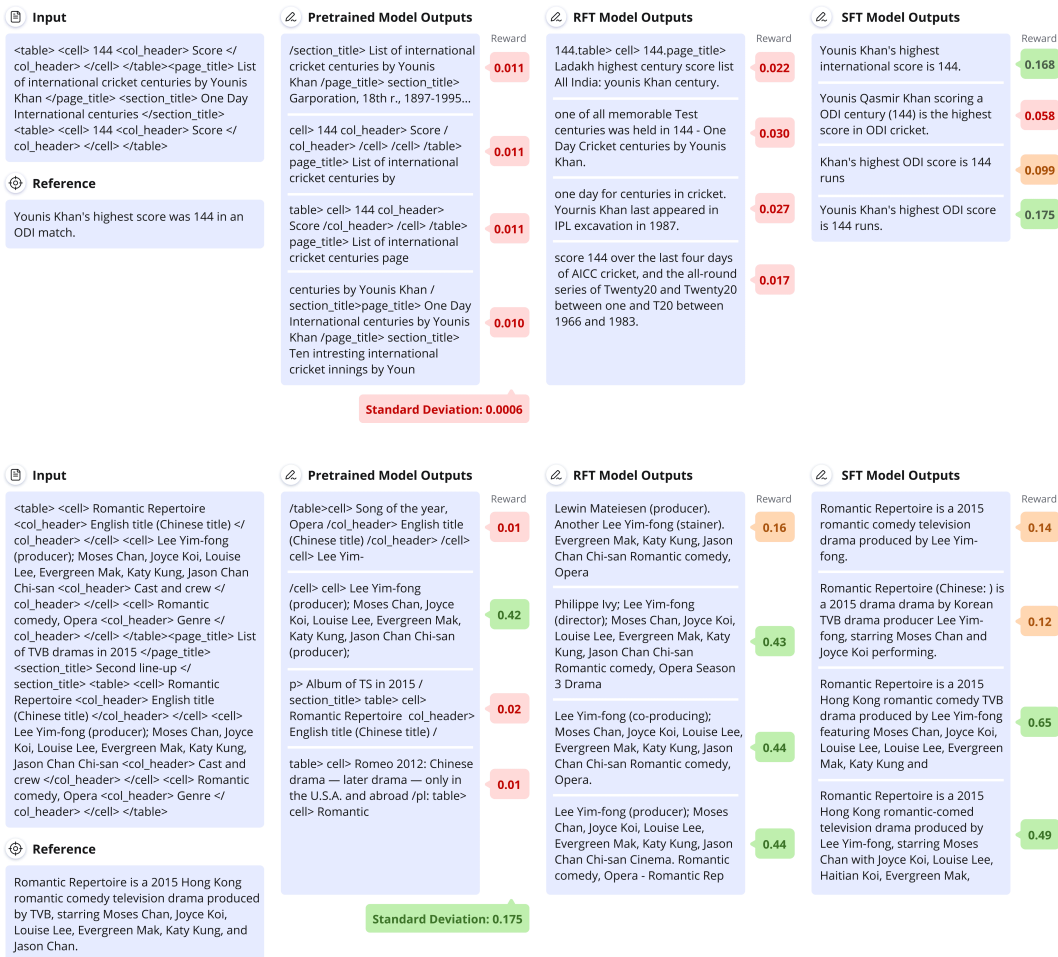 Input
<table> <cell> 144 <col_header> Score </
col_header> </cell> </table><page_title> List
of international cricket centuries by Younis
Khan </page_title> <section_title> One Day
International centuries </section_title>
<table> <cell> 144 <col_header> Score </
col_header> </cell> </table>
Reference
Younis Khan's highest score was 144 in an
ODI match.
Pretrained Model Outputs
Reward
/section_title> List of international
cricket centuries by Younis
Khan /page_title> section_title>
Garporation, 18th r., 1897-1995...
0.011
cell> 144 col_header> Score /
col_header> /cell> /cell> /table>
page_title> List of international
cricket centuries by
0.011
table> cell> 144 col_header>
Score /col_header> /cell> /table>
page_title> List of international
cricket centuries page
0.011
centuries by Younis Khan /
section_title>page_title> One Day
International centuries by Younis
Khan /page_title> section_title>
Ten intresting international
cricket innings by Youn
0.010
Standard Deviation: 0.0006
RFT Model Outputs
Reward
144.table> cell> 144.page_title>
Ladakh highest century score list
All India: younis Khan century.
0.022
one of all memorable Test
centuries was held in 144 - One
Day Cricket centuries by Younis
Khan.
0.030
one day for centuries in cricket.
Yournis Khan last appeared in
IPL excavation in 1987.
0.027
score 144 over the last four days
of AICC cricket, and the all-round
series of Twenty20 and Twenty20
between one and T20 between
1966 and 1983.
0.017
SFT Model Outputs
Reward
Younis Khan's highest
international score is 144.
0.168
Younis Qasmir Khan scoring a
ODI century (144) is the highest
score in ODI cricket.
0.058
Khan's highest ODI score is 144
runs
0.099
Younis Khan's highest ODI score
is 144 runs.
0.175
Input
<table> <cell> Romantic Repertoire
<col_header> English title (Chinese title) </
col_header> </cell> <cell> Lee Yim-fong
(producer); Moses Chan, Joyce Koi, Louise
Lee, Evergreen Mak, Katy Kung, Jason Chan
Chi-san <col_header> Cast and crew </
col_header> </cell> <cell> Romantic
comedy, Opera <col_header> Genre </
col_header> </cell> </table><page_title> List
of TVB dramas in 2015 </page_title>
<section_title> Second line-up </
section_title> <table> <cell> Romantic
Repertoire <col_header> English title
(Chinese title) </col_header> </cell> <cell>
Lee Yim-fong (producer); Moses Chan, Joyce
Koi, Louise Lee, Evergreen Mak, Katy Kung,
Jason Chan Chi-san <col_header> Cast and
crew </col_header> </cell> <cell> Romantic
comedy, Opera <col_header> Genre </
col_header> </cell> </table>
Reference
Romantic Repertoire is a 2015 Hong Kong
romantic comedy television drama produced
by TVB, starring Moses Chan, Joyce Koi,
Louise Lee, Evergreen Mak, Katy Kung, and
Jason Chan.
Pretrained Model Outputs
Reward
/table>cell> Song of the year,
Opera /col_header> English title
(Chinese title) /col_header> /cell>
cell> Lee Yim-
0.01
/cell> cell> Lee Yim-fong
(producer); Moses Chan, Joyce
Koi, Louise Lee, Evergreen Mak,
Katy Kung, Jason Chan Chi-san
(producer);
0.42
p> Album of TS in 2015 /
section_title> table> cell>
Romantic Repertoire col_header>
English title (Chinese title) /
0.02
table> cell> Romeo 2012: Chinese
drama — later drama — only in
the U.S.A. and abroad /pl: table>
cell> Romantic
0.01
Standard Deviation: 0.175
RFT Model Outputs
Reward
Lewin Mateiesen (producer).
Another Lee Yim-fong (stainer).
Evergreen Mak, Katy Kung, Jason
Chan Chi-san Romantic comedy,
Opera
0.16
Philippe Ivy; Lee Yim-fong
(director); Moses Chan, Joyce Koi,
Louise Lee, Evergreen Mak, Katy
Kung, Jason Chan Chi-san
Romantic comedy, Opera Season
3 Drama
0.43
Lee Yim-fong (co-producing);
Moses Chan, Joyce Koi, Louise Lee,
Evergreen Mak, Katy Kung, Jason
Chan Chi-san Romantic comedy,
Opera.
0.44
Lee Yim-fong (producer); Moses
Chan, Joyce Koi, Louise Lee,
Evergreen Mak, Katy Kung, Jason
Chan Chi-san Cinema. Romantic
comedy, Opera - Romantic Rep
0.44
SFT Model Outputs
Reward
Romantic Repertoire is a 2015
romantic comedy television
drama produced by Lee Yim-
fong.
0.14
Romantic Repertoire (Chinese: ) is
a 2015 drama drama by Korean
TVB drama producer Lee Yim-
fong, starring Moses Chan and
Joyce Koi performing.
0.12
Romantic Repertoire is a 2015
Hong Kong romantic comedy TVB
drama produced by Lee Yim-fong
featuring Moses Chan, Joyce Koi,
Louise Lee, Louise Lee, Evergreen
Mak, Katy Kung and
0.65
Romantic Repertoire is a 2015
Hong Kong romantic-comed
television drama produced by
Lee Yim-fong, starring Moses
Chan with Joyce Koi, Louise Lee,
Haitian Koi, Evergreen Mak,
0.49